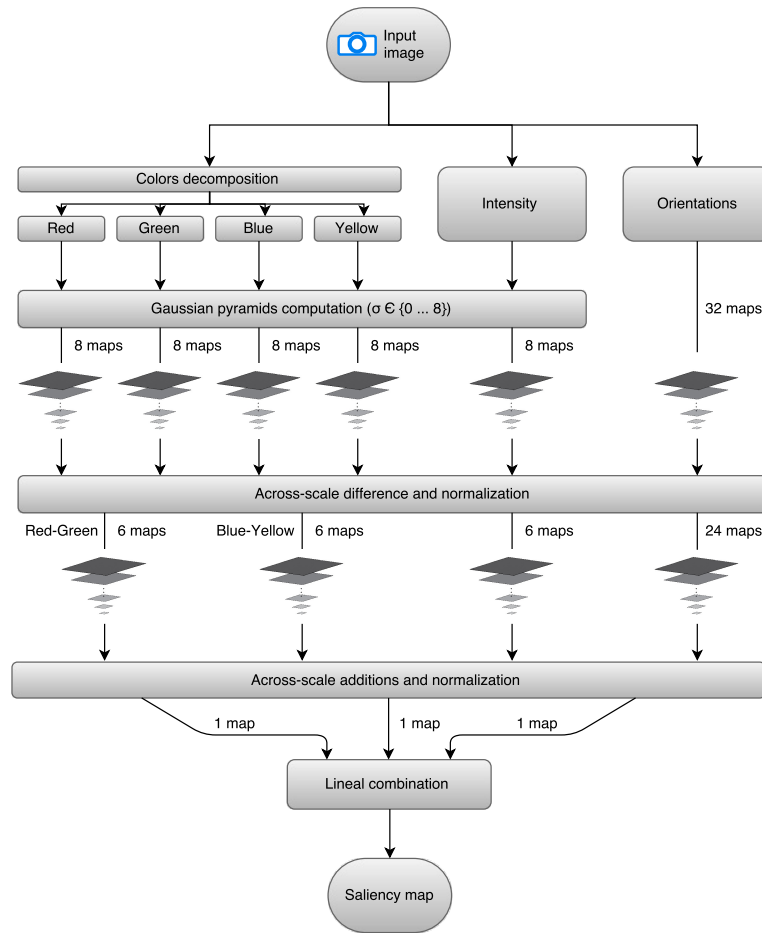 Input
image
Colors decomposition
Intensity
Orientations
Red
Green
Blue
Yellow
Gaussian pyramids computation (σ Є {0 ... 8})
32 maps
8 maps
8 maps
8 maps
8 maps
8 maps
Across-scale difference and normalization
Red-Green
6 maps
Blue-Yellow
6 maps
6 maps
24 maps
Across-scale additions and normalization
1 map
1 map
1 map
Lineal combination
Saliency map